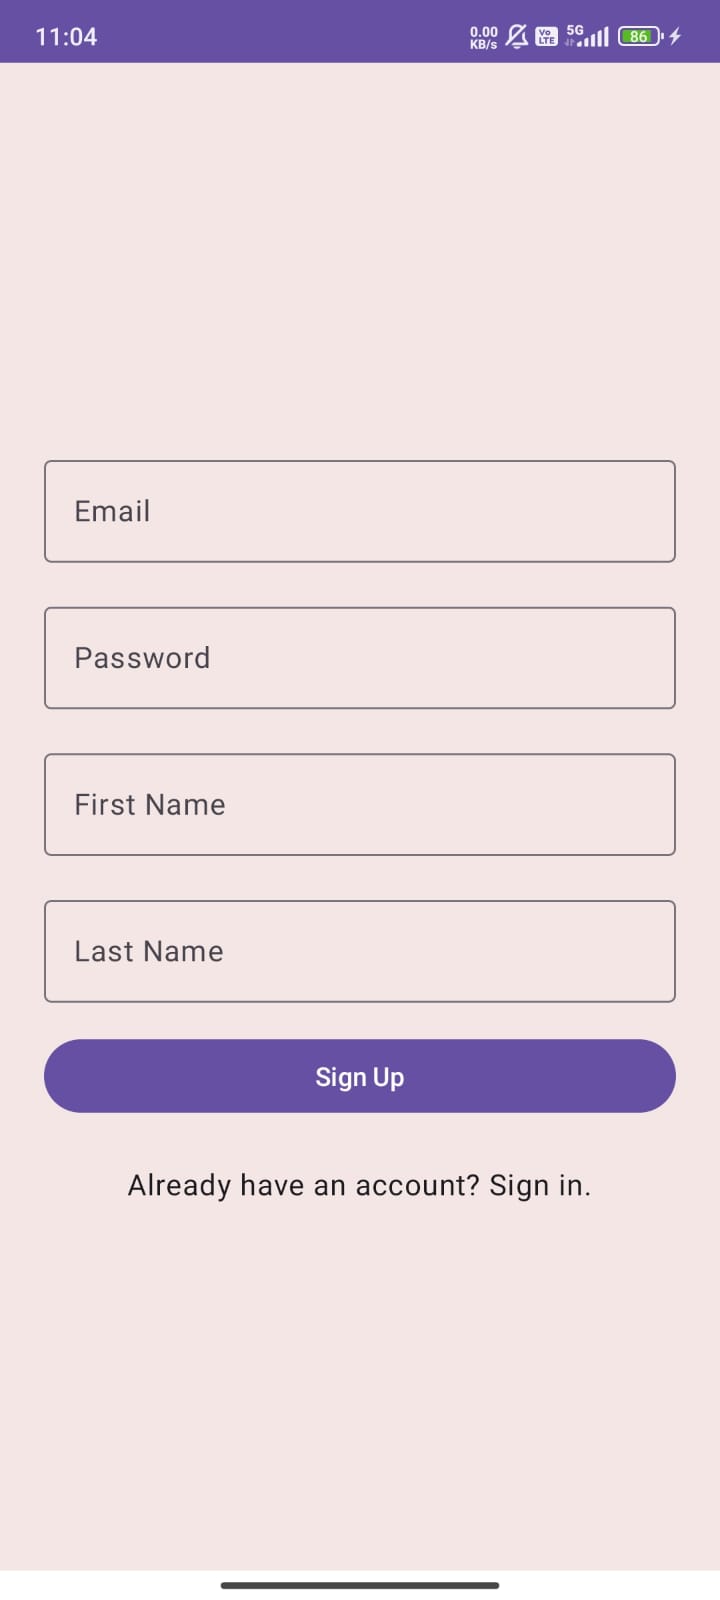 11:04
0.00
KB/s
Vo
LTE
5G
86
Email
Password
First Name
Last Name
Sign Up
Already have an account? Sign in.